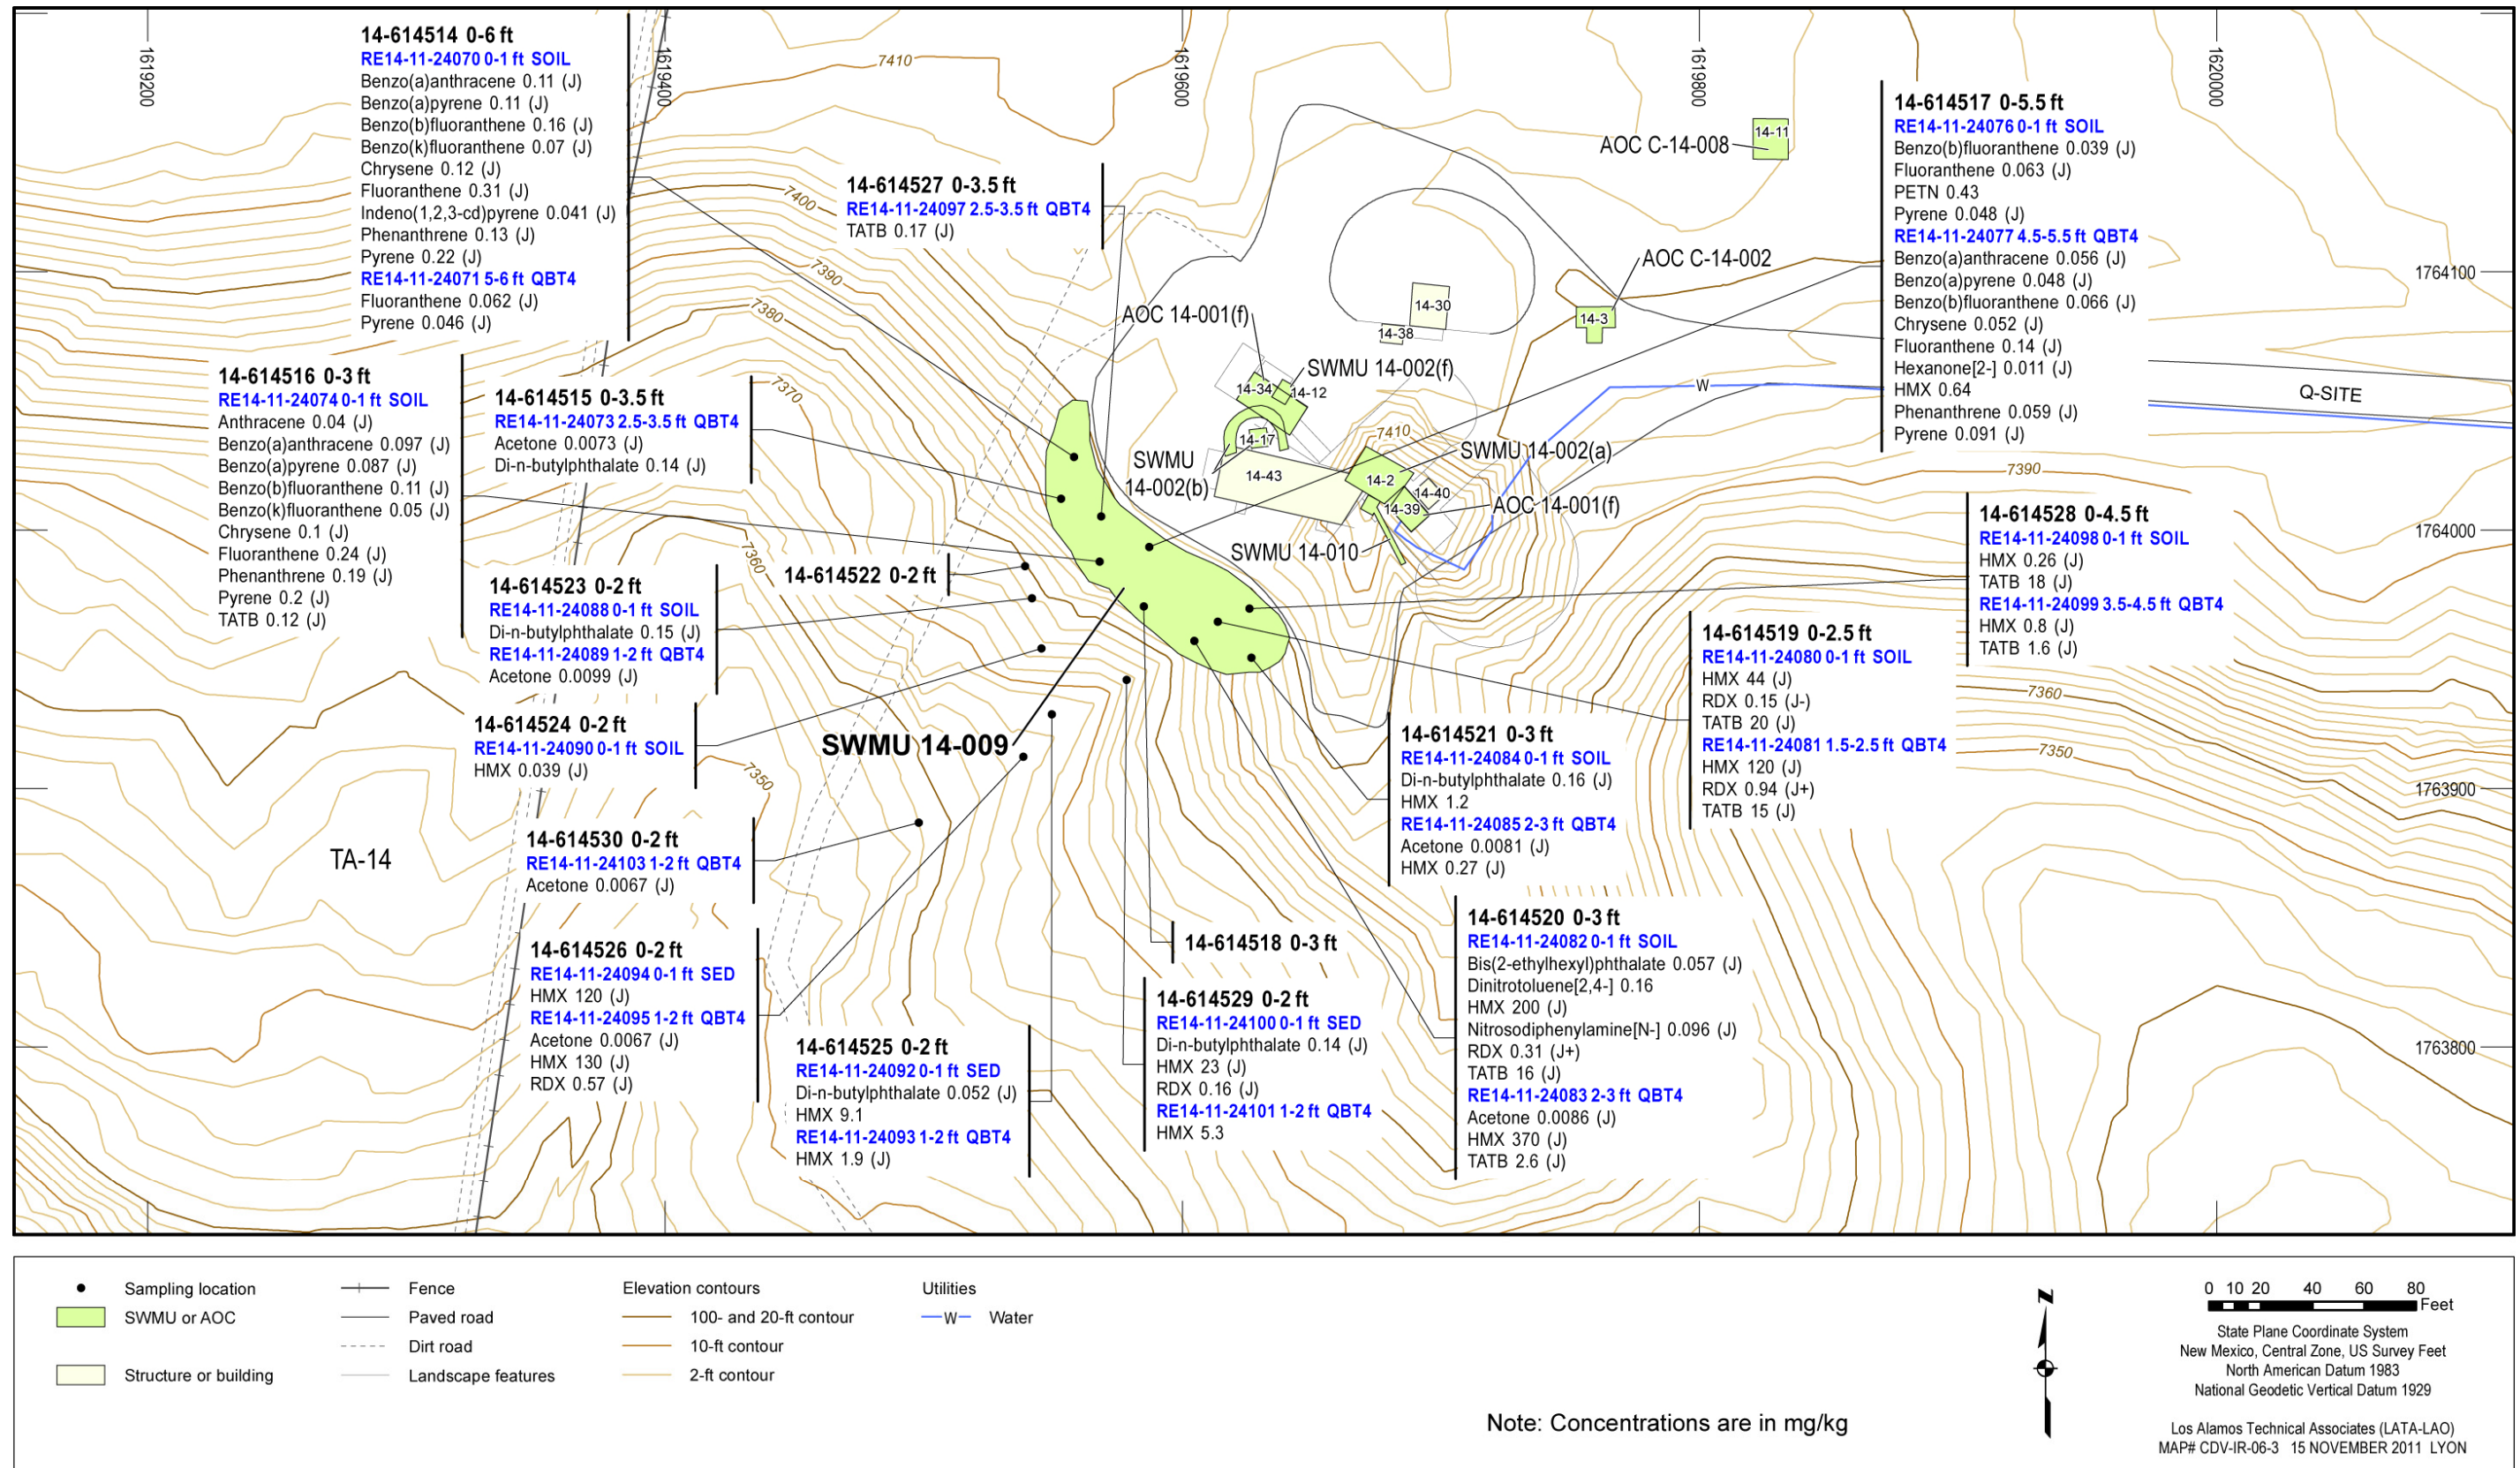 1619200
1619400
1619600
1619800
1620000
1764100
1764000
1763900
1763800
14-614514 0-6 ft
RE14-11-24070 0-1 ft SOIL
Benzo(a)anthracene 0.11 (J)
Benzo(a)pyrene 0.11 (J)
Benzo(b)fluoranthene 0.16 (J)
Benzo(k)fluoranthene 0.07 (J)
Chrysene 0.12 (J)
Fluoranthene 0.31 (J)
Indeno(1,2,3-cd)pyrene 0.041 (J)
Phenanthrene 0.13 (J)
Pyrene 0.22 (J)
RE14-11-24071 5-6 ft QBT4
Fluoranthene 0.062 (J)
Pyrene 0.046 (J)
14-614527 0-3.5 ft
RE14-11-24097 2.5-3.5 ft QBT4
TATB 0.17 (J)
14-614517 0-5.5 ft
RE14-11-24076 0-1 ft SOIL
Benzo(b)fluoranthene 0.039 (J)
Fluoranthene 0.063 (J)
PETN 0.43
Pyrene 0.048 (J)
RE14-11-24077 4.5-5.5 ft QBT4
Benzo(a)anthracene 0.056 (J)
Benzo(a)pyrene 0.048 (J)
Benzo(b)fluoranthene 0.066 (J)
Chrysene 0.052 (J)
Fluoranthene 0.14 (J)
Hexanone[2-] 0.011 (J)
HMX 0.64
Phenanthrene 0.059 (J)
Pyrene 0.091 (J)
14-614516 0-3 ft
RE14-11-24074 0-1 ft SOIL
Anthracene 0.04 (J)
Benzo(a)anthracene 0.097 (J)
Benzo(a)pyrene 0.087 (J)
Benzo(b)fluoranthene 0.11 (J)
Benzo(k)fluoranthene 0.05 (J)
Chrysene 0.1 (J)
Fluoranthene 0.24 (J)
Phenanthrene 0.19 (J)
Pyrene 0.2 (J)
TATB 0.12 (J)
14-614515 0-3.5 ft
RE14-11-24073 2.5-3.5 ft QBT4
Acetone 0.0073 (J)
Di-n-butylphthalate 0.14 (J)
14-614522 0-2 ft
14-614523 0-2 ft
RE14-11-24088 0-1 ft SOIL
Di-n-butylphthalate 0.15 (J)
RE14-11-24089 1-2 ft QBT4
Acetone 0.0099 (J)
14-614524 0-2 ft
RE14-11-24090 0-1 ft SOIL
HMX 0.039 (J)
14-614530 0-2 ft
RE14-11-24103 1-2 ft QBT4
Acetone 0.0067 (J)
14-614526 0-2 ft
RE14-11-24094 0-1 ft SED
HMX 120 (J)
RE14-11-24095 1-2 ft QBT4
Acetone 0.0067 (J)
HMX 130 (J)
RDX 0.57 (J)
14-614525 0-2 ft
RE14-11-24092 0-1 ft SED
Di-n-butylphthalate 0.052 (J)
HMX 9.1
RE14-11-24093 1-2 ft QBT4
HMX 1.9 (J)
14-614518 0-3 ft
14-614529 0-2 ft
RE14-11-24100 0-1 ft SED
Di-n-butylphthalate 0.14 (J)
HMX 23 (J)
RDX 0.16 (J)
RE14-11-24101 1-2 ft QBT4
HMX 5.3
14-614521 0-3 ft
RE14-11-24084 0-1 ft SOIL
Di-n-butylphthalate 0.16 (J)
HMX 1.2
RE14-11-24085 2-3 ft QBT4
Acetone 0.0081 (J)
HMX 0.27 (J)
14-614520 0-3 ft
RE14-11-24082 0-1 ft SOIL
Bis(2-ethylhexyl)phthalate 0.057 (J)
Dinitrotoluene[2,4-] 0.16
HMX 200 (J)
Nitrosodiphenylamine[N-] 0.096 (J)
RDX 0.31 (J+)
TATB 16 (J)
RE14-11-24083 2-3 ft QBT4
Acetone 0.0086 (J)
HMX 370 (J)
TATB 2.6 (J)
14-614519 0-2.5 ft
RE14-11-24080 0-1 ft SOIL
HMX 44 (J)
RDX 0.15 (J-)
TATB 20 (J)
RE14-11-24081 1.5-2.5 ft QBT4
HMX 120 (J)
RDX 0.94 (J+)
TATB 15 (J)
14-614528 0-4.5 ft
RE14-11-24098 0-1 ft SOIL
HMX 0.26 (J)
TATB 18 (J)
RE14-11-24099 3.5-4.5 ft QBT4
HMX 0.8 (J)
TATB 1.6 (J)
AOC C-14-008
14-11
AOC C-14-002
14-3
14-30
14-38
AOC 14-001(f)
SWMU 14-002(f)
14-34
14-12
14-17
SWMU
14-002(b)
14-43
SWMU 14-002(a)
14-2
14-40
14-39
AOC 14-001(f)
SWMU 14-010
SWMU 14-009
TA-14
Q-SITE
W
7410
7400
7390
7380
7370
7360
7350
7410
7390
7360
7350
Sampling location
SWMU or AOC
Structure or building
Fence
Paved road
Dirt road
Landscape features
Elevation contours
100- and 20-ft contour
10-ft contour
2-ft contour
Utilities
W Water
Note: Concentrations are in mg/kg
N
0 10 20 40 60 80
Feet
State Plane Coordinate System
New Mexico, Central Zone, US Survey Feet
North American Datum 1983
National Geodetic Vertical Datum 1929
Los Alamos Technical Associates (LATA-LAO)
MAP# CDV-IR-06-3 15 NOVEMBER 2011 LYON